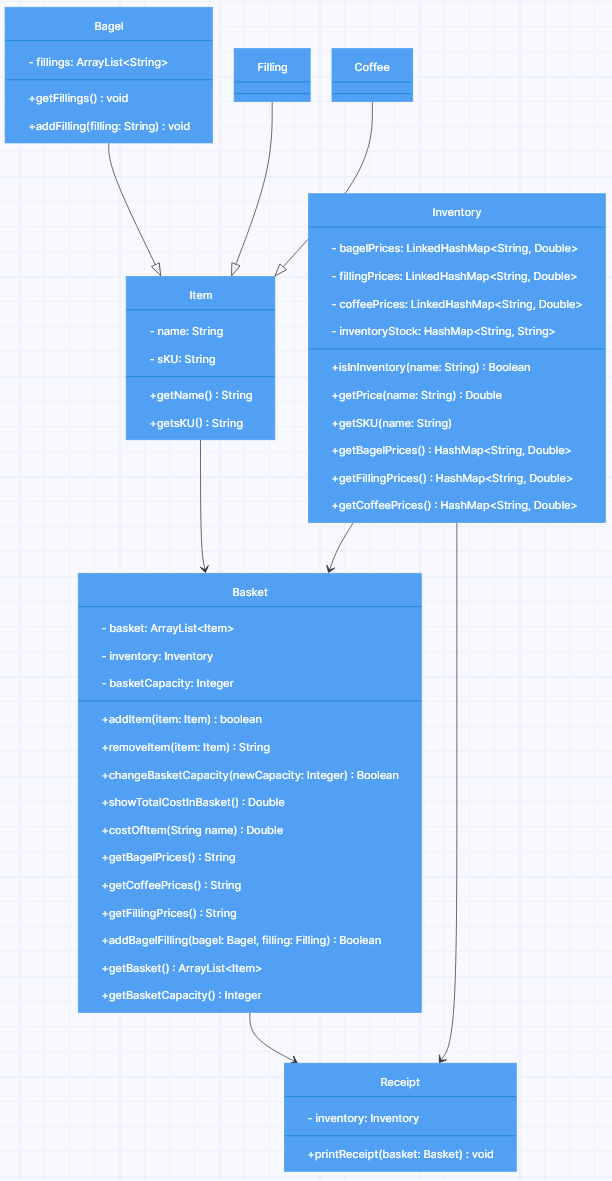 Bagel
- fillings: ArrayList<String>
+getFillings() : void
+addFilling(filling: String) : void
Filling
Coffee
Inventory
- bagelPrices: LinkedHashMap<String, Double>
- fillingPrices: LinkedHashMap<String, Double>
- coffeePrices: LinkedHashMap<String, Double>
- inventoryStock: HashMap<String, String>
+isInInventory(name: String) : Boolean
+getPrice(name: String) : Double
+getSKU(name: String)
+getBagelPrices() : HashMap<String, Double>
+getFillingPrices() : HashMap<String, Double>
+getCoffeePrices() : HashMap<String, Double>
Item
- name: String
- sKU: String
+getName() : String
+getsKU() : String
Basket
- basket: ArrayList<Item>
- inventory: Inventory
- basketCapacity: Integer
+addItem(item: Item) : boolean
+removeItem(item: Item) : String
+changeBasketCapacity(newCapacity: Integer) : Boolean
+showTotalCostInBasket() : Double
+costOfItem(String name) : Double
+getBagelPrices() : String
+getCoffeePrices() : String
+getFillingPrices() : String
+addBagelFilling(bagel: Bagel, filling: Filling) : Boolean
+getBasket() : ArrayList<Item>
+getBasketCapacity() : Integer
Receipt
- inventory: Inventory
+printReceipt(basket: Basket) : void